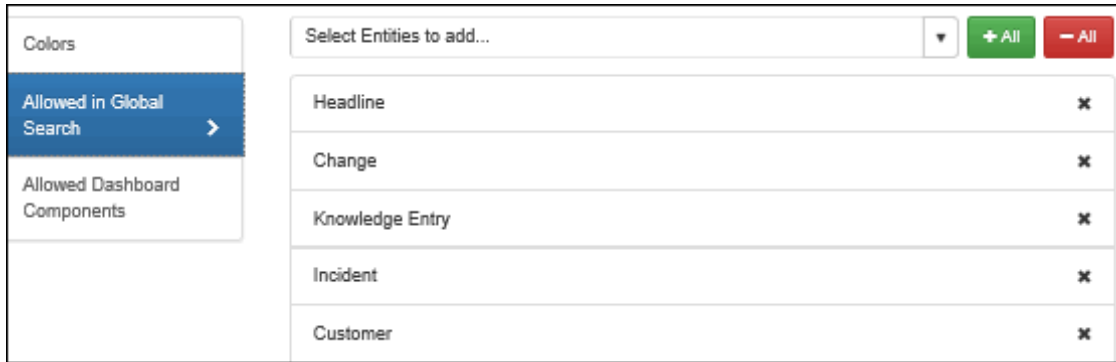 Colors
Allowed in Global
Search
Allowed Dashboard
Components
Select Entities to add...
+ All
− All
Headline
Change
Knowledge Entry
Incident
Customer